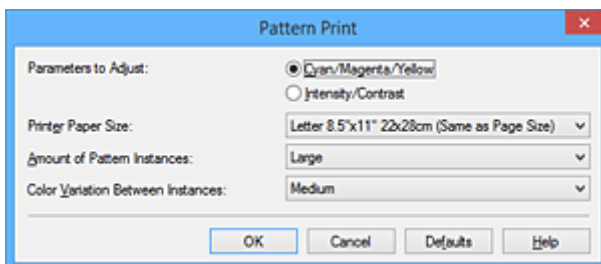 Pattern Print
Parameters to Adjust:
Cyan/Magenta/Yellow
Intensity/Contrast
Printer Paper Size:
Letter 8.5"x11" 22x28cm (Same as Page Size)
Amount of Pattern Instances:
Large
Color Variation Between Instances:
Medium
OK Cancel Defaults Help